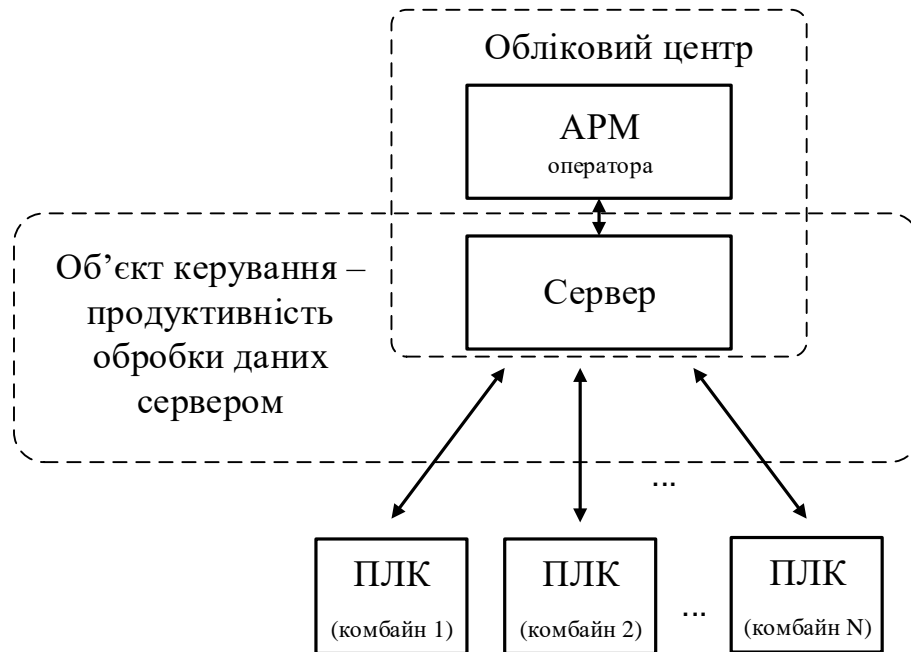 Обліковий центр
АРМ
оператора
Об’єкт керування –
продуктивність
обробки даних
сервером
Сервер
...
ПЛК
(комбайн 1)
ПЛК
(комбайн 2)
...
ПЛК
(комбайн N)